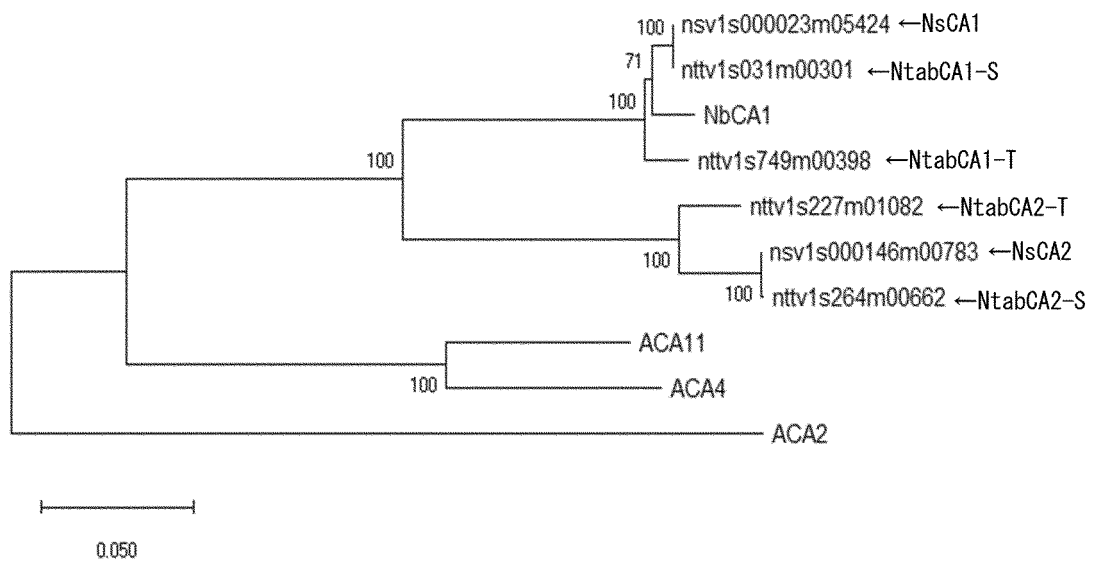 100 nsv1s000023m05424 ←NsCA1
71
nttv1s031m00301 ←NtabCA1-S
100
NbCA1
100
nttv1s749m00398 ←NtabCA1-T
nttv1s227m01082 ←NtabCA2-T
100
nsv1s000146m00783 ←NsCA2
100 nttv1s264m00662 ←NtabCA2-S
ACA11
100
ACA4
ACA2
0.050